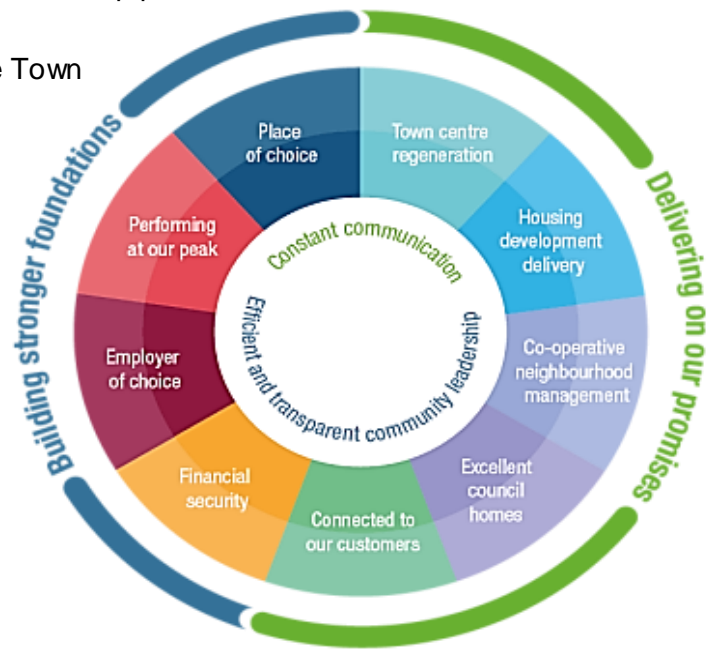 Town
Building stronger foundations
Delivering on our promises
Place
of choice
Town centre
regeneration
Housing
development
delivery
Co-operative
neighbourhood
management
Excellent
council
homes
Connected to
our customers
Financial
security
Employer
of choice
Performing
at our peak
Constant communication
Efficient and transparent community leadership